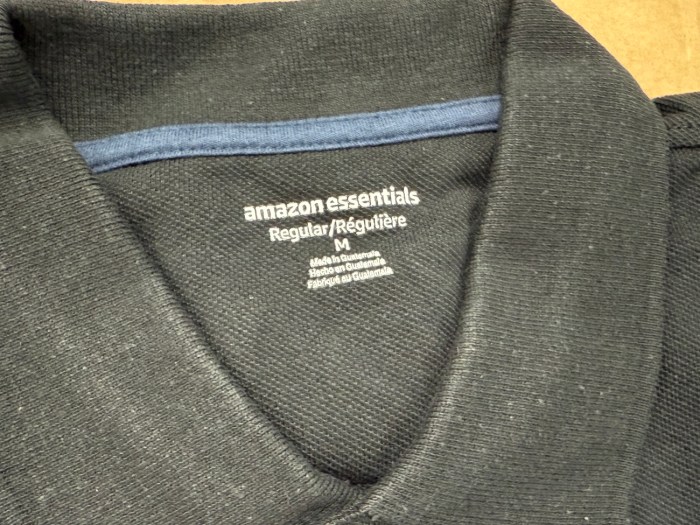 amazon essentials
Regular/Régulière
M
Made in Guatemala
Hecho en Guatemala
Fabriqué au Guatemala